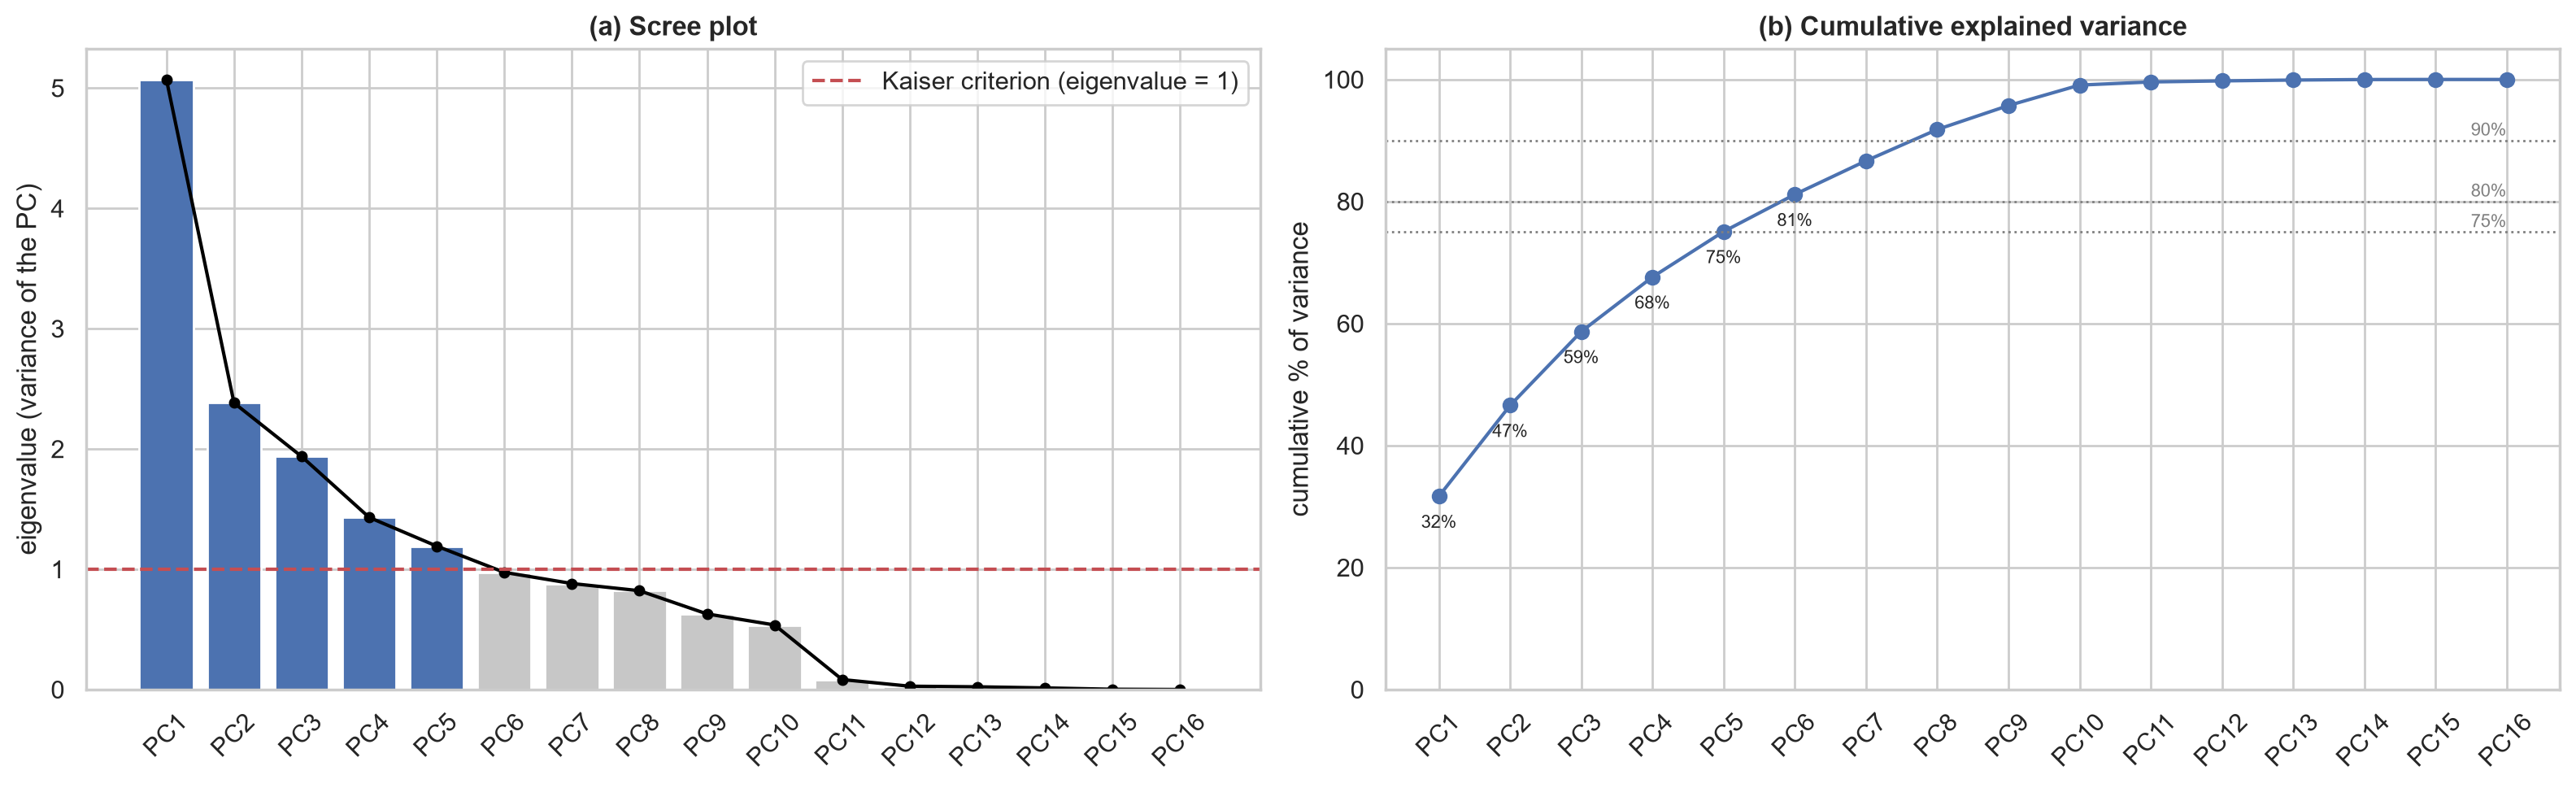 (a) Scree plot
Kaiser criterion (eigenvalue = 1)
eigenvalue (variance of the PC)
5
4
3
2
1
0
PC1
PC2
PC3
PC4
PC5
PC6
PC7
PC8
PC9
PC10
PC11
PC12
PC13
PC14
PC15
PC16
(b) Cumulative explained variance
cumulative % of variance
100
80
60
40
20
0
90%
80%
75%
32%
47%
59%
68%
75%
81%
PC1
PC2
PC3
PC4
PC5
PC6
PC7
PC8
PC9
PC10
PC11
PC12
PC13
PC14
PC15
PC16